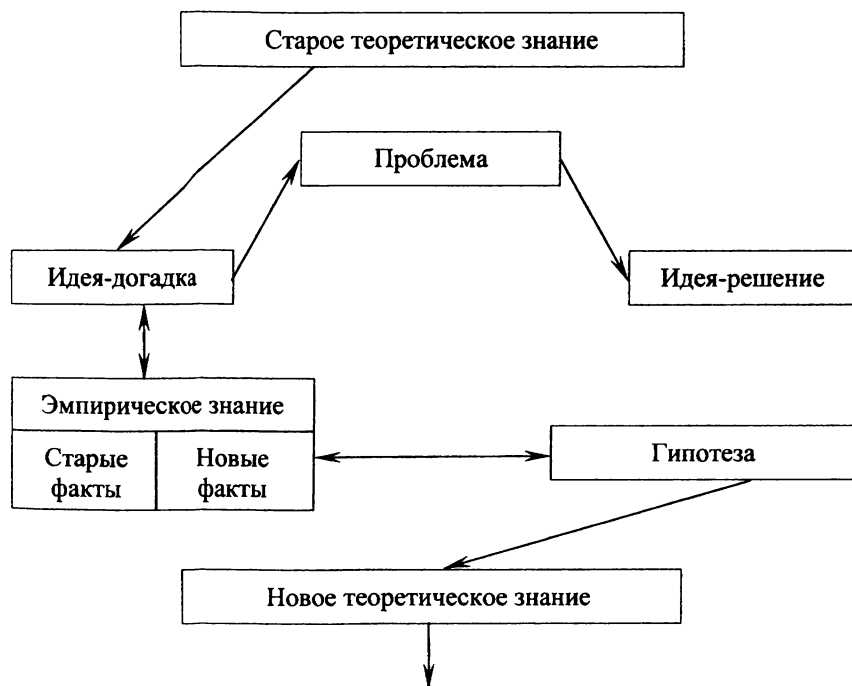 Старое теоретическое знание
Проблема
Идея-догадка
Идея-решение
Эмпирическое знание
Старые
факты
Новые
факты
Гипотеза
Новое теоретическое знание